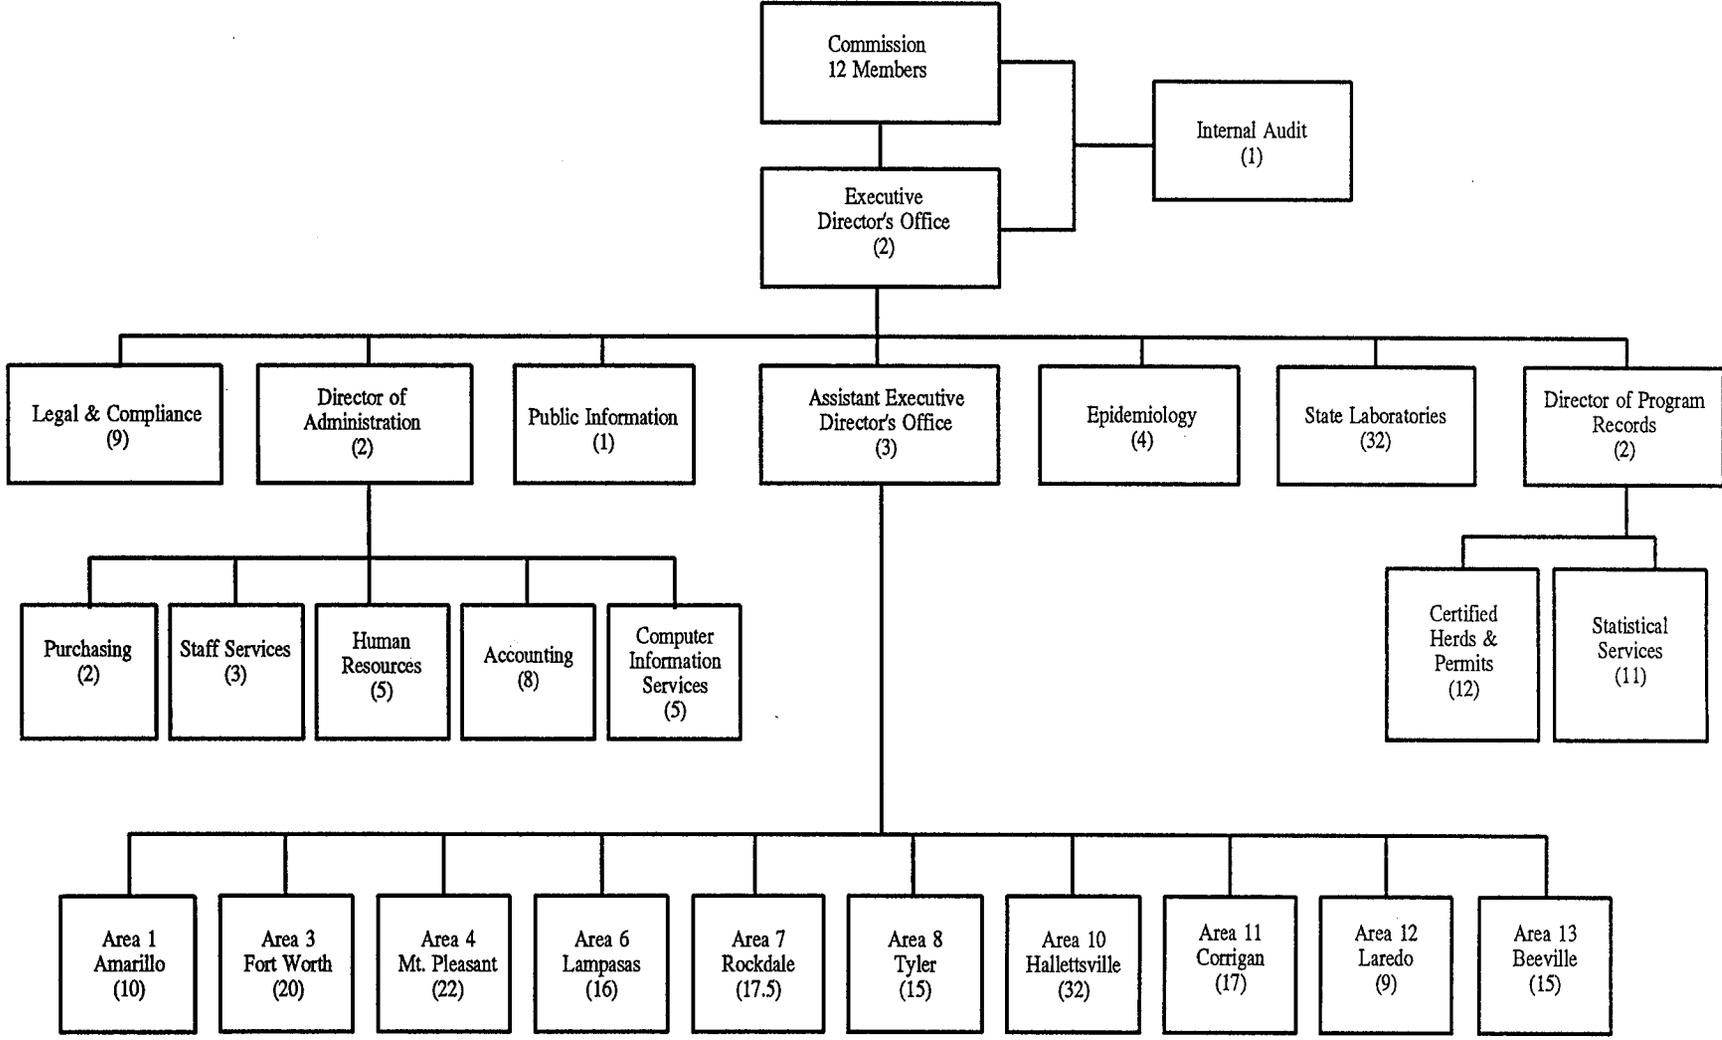 Commission
12 Members
Internal Audit
(1)
Executive
Director's Office
(2)
Legal & Compliance
(9)
Director of
Administration
(2)
Public Information
(1)
Assistant Executive
Director's Office
(3)
Epidemiology
(4)
State Laboratories
(32)
Director of Program
Records
(2)
Purchasing
(2)
Staff Services
(3)
Human
Resources
(5)
Accounting
(8)
Computer
Information
Services
(5)
Certified
Herds &
Permits
(12)
Statistical
Services
(11)
Area 1
Amarillo
(10)
Area 3
Fort Worth
(20)
Area 4
Mt. Pleasant
(22)
Area 6
Lampasas
(16)
Area 7
Rockdale
(17.5)
Area 8
Tyler
(15)
Area 10
Hallettsville
(32)
Area 11
Corrigan
(17)
Area 12
Laredo
(9)
Area 13
Beeville
(15)